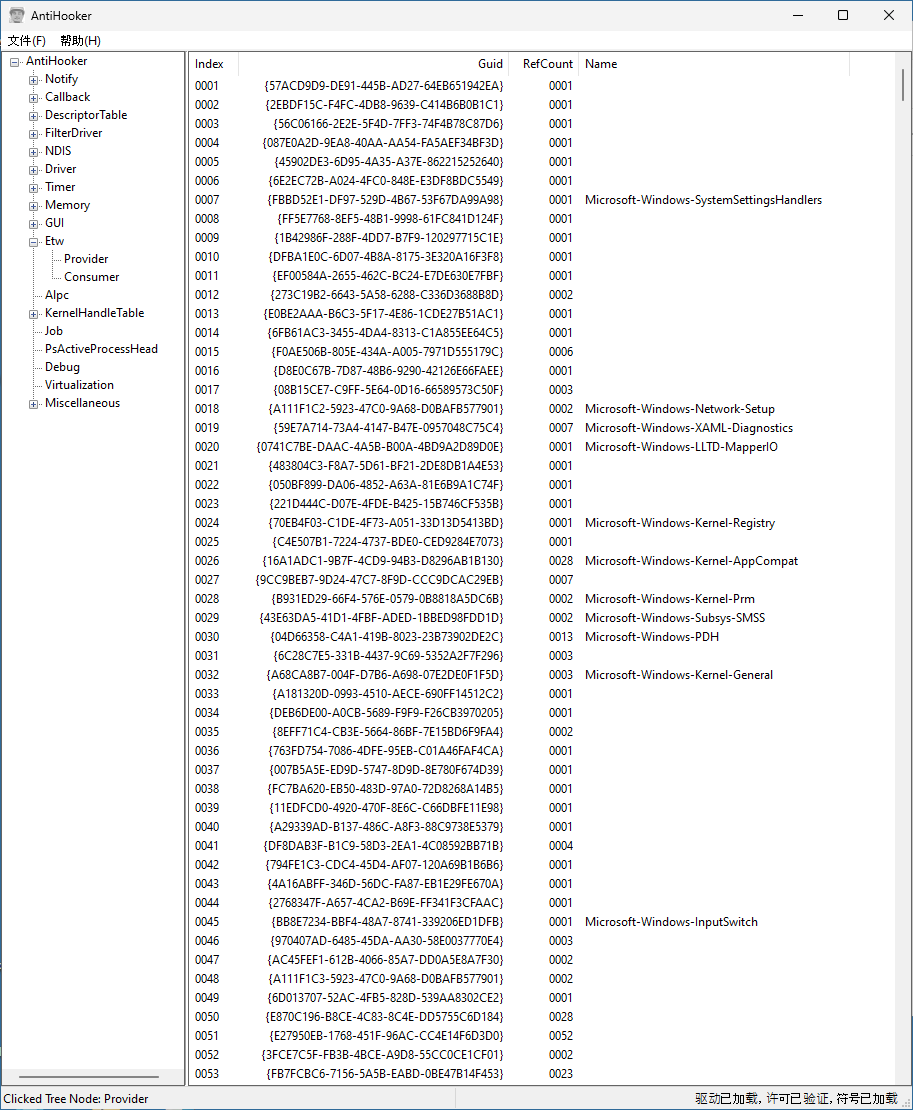 AntiHooker
文件(F) 帮助(H)
AntiHooker
Notify
Callback
DescriptorTable
FilterDriver
NDIS
Driver
Timer
Memory
GUI
Etw
Provider
Consumer
Alpc
KernelHandleTable
Job
PsActiveProcessHead
Debug
Virtualization
Miscellaneous
Index Guid RefCount Name
0001 {57ACD9D9-DE91-445B-AD27-64EB651942EA} 0001
0002 {2EBDF15C-F4FC-4DB8-9639-C414B6B0B1C1} 0001
0003 {56C06166-2E2E-5F4D-7FF3-74F4B78C87D6} 0001
0004 {087E0A2D-9EA8-40AA-AA54-FA5AEF34BF3D} 0001
0005 {45902DE3-6D95-4A35-A37E-862215252640} 0001
0006 {6E2EC72B-A024-4FC0-848E-E3DF8BDC5549} 0001
0007 {FBBD52E1-DF97-529D-4B67-53F67DA99A98} 0001 Microsoft-Windows-SystemSettingsHandlers
0008 {FF5E7768-8EF5-48B1-9998-61FC841D124F} 0001
0009 {1B42986F-288F-4DD7-B7F9-120297715C1E} 0001
0010 {DFBA1E0C-6D07-4B8A-8175-3E320A16F3F8} 0001
0011 {EF00584A-2655-462C-BC24-E7DE630E7FBF} 0001
0012 {273C19B2-6643-5A58-6288-C336D3688B8D} 0002
0013 {E0BE2AAA-B6C3-5F17-4E86-1CDE27B51AC1} 0001
0014 {6FB61AC3-3455-4DA4-8313-C1A855EE64C5} 0001
0015 {F0AE506B-805E-434A-A005-7971D555179C} 0006
0016 {D8E0C67B-7D87-48B6-9290-42126E66FAEE} 0001
0017 {08B15CE7-C9FF-5E64-0D16-66589573C50F} 0003
0018 {A111F1C2-5923-47C0-9A68-D0BAFB577901} 0002 Microsoft-Windows-Network-Setup
0019 {59E7A714-73A4-4147-B47E-0957048C75C4} 0007 Microsoft-Windows-XAML-Diagnostics
0020 {0741C7BE-DAAC-4A5B-B00A-4BD9A2D89D0E} 0001 Microsoft-Windows-LLTD-MapperIO
0021 {483804C3-F8A7-5D61-BF21-2DE8DB1A4E53} 0001
0022 {050BF899-DA06-4852-A63A-81E6B9A1C74F} 0001
0023 {221D444C-D07E-4FDE-B425-15B746CF535B} 0001
0024 {70EB4F03-C1DE-4F73-A051-33D13D5413BD} 0001 Microsoft-Windows-Kernel-Registry
0025 {C4E507B1-7224-4737-BDE0-CED9284E7073} 0001
0026 {16A1ADC1-9B7F-4CD9-94B3-D8296AB1B130} 0028 Microsoft-Windows-Kernel-AppCompat
0027 {9CC9BEB7-9D24-47C7-8F9D-CCC9DCAC29EB} 0007
0028 {B931ED29-66F4-576E-0579-0B8818A5DC6B} 0002 Microsoft-Windows-Kernel-Prm
0029 {43E63DA5-41D1-4FBF-ADED-1BBED98FDD1D} 0002 Microsoft-Windows-Subsys-SMSS
0030 {04D66358-C4A1-419B-8023-23B73902DE2C} 0013 Microsoft-Windows-PDH
0031 {6C28C7E5-331B-4437-9C69-5352A2F7F296} 0003
0032 {A68CA8B7-004F-D7B6-A698-07E2DE0F1F5D} 0003 Microsoft-Windows-Kernel-General
0033 {A181320D-0993-4510-AECE-690FF14512C2} 0001
0034 {DEB6DE00-A0CB-5689-F9F9-F26CB3970205} 0001
0035 {8EFF71C4-CB3E-5664-86BF-7E15BD6F9FA4} 0002
0036 {763FD754-7086-4DFE-95EB-C01A46FAF4CA} 0001
0037 {007B5A5E-ED9D-5747-8D9D-8E780F674D39} 0001
0038 {FC7BA620-EB50-483D-97A0-72D8268A14B5} 0001
0039 {11EDFCD0-4920-470F-8E6C-C66DBFE11E98} 0001
0040 {A29339AD-B137-486C-A8F3-88C9738E5379} 0001
0041 {DF8DAB3F-B1C9-58D3-2EA1-4C08592BB71B} 0004
0042 {794FE1C3-CDC4-45D4-AF07-120A69B1B6B6} 0001
0043 {4A16ABFF-346D-56DC-FA87-EB1E29FE670A} 0001
0044 {2768347F-A657-4CA2-B69E-FF341F3CFAAC} 0001
0045 {BB8E7234-BBF4-48A7-8741-339206ED1DFB} 0001 Microsoft-Windows-InputSwitch
0046 {970407AD-6485-45DA-AA30-58E0037770E4} 0003
0047 {AC45FEF1-612B-4066-85A7-DD0A5E8A7F30} 0002
0048 {A111F1C3-5923-47C0-9A68-D0BAFB577901} 0002
0049 {6D013707-52AC-4FB5-828D-539AA8302CE2} 0001
0050 {E870C196-B8CE-4C83-8C4E-DD5755C6D184} 0028
0051 {E27950EB-1768-451F-96AC-CC4E14F6D3D0} 0052
0052 {3FCE7C5F-FB3B-4BCE-A9D8-55CC0CE1CF01} 0002
0053 {FB7FCBC6-7156-5A5B-EABD-0BE47B14F453} 0023
Clicked Tree Node: Provider 驱动已加载, 许可已验证, 符号已加载